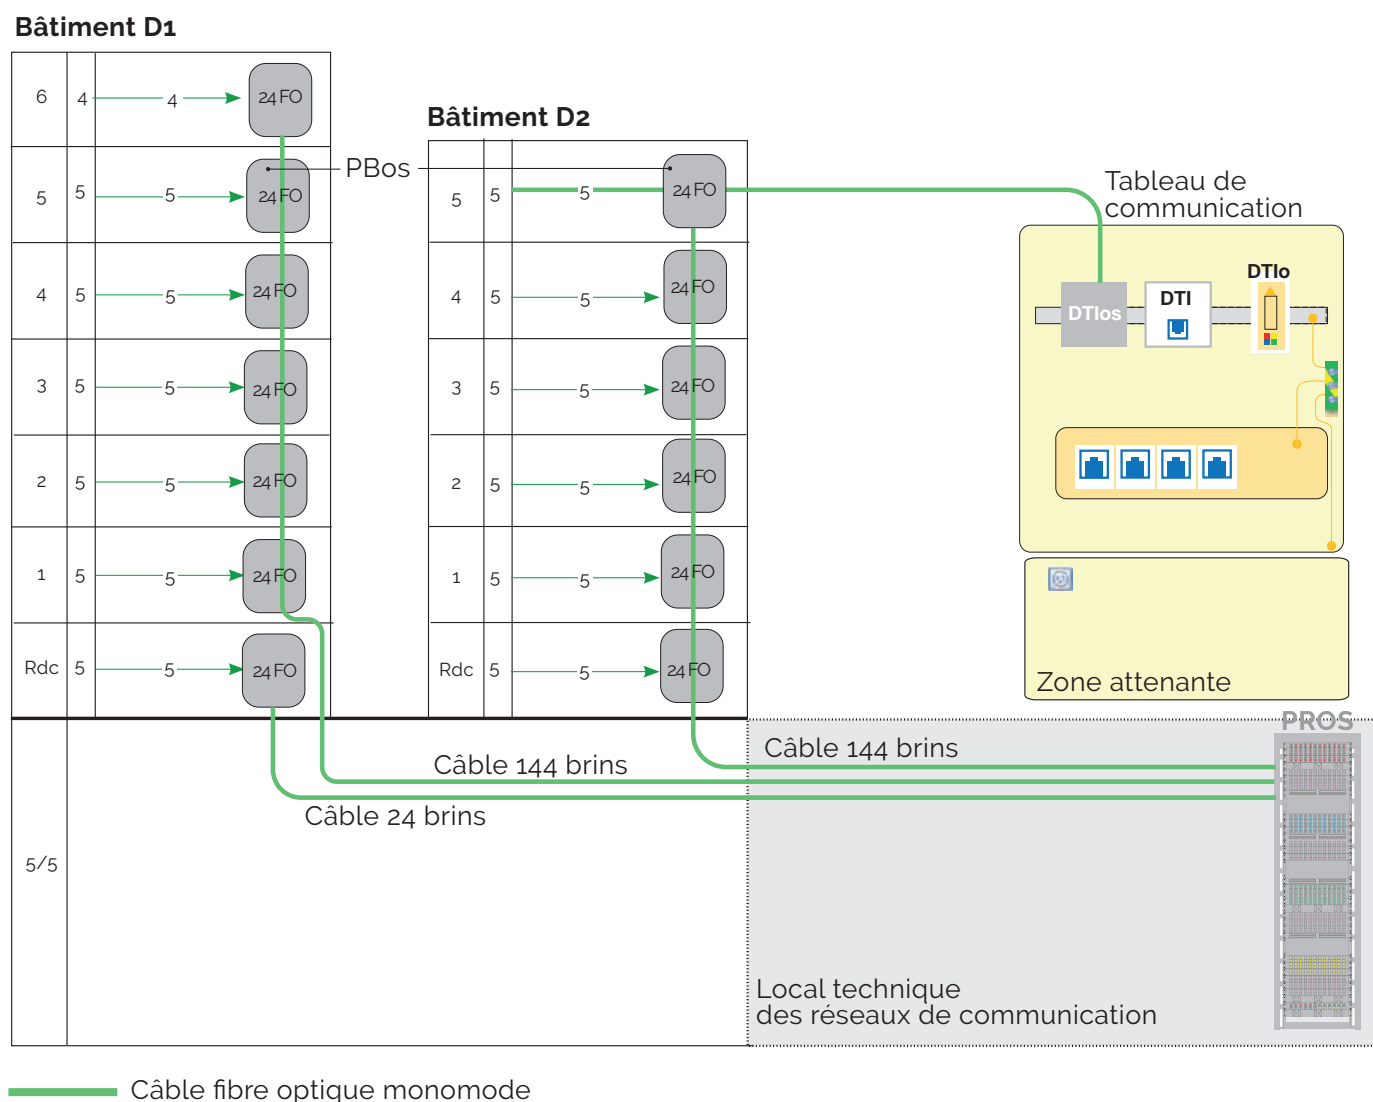 Bâtiment D1
6 4 4 24 FO
5 5 5 24 FO
4 5 5 24 FO
3 5 5 24 FO
2 5 5 24 FO
1 5 5 24 FO
Rdc 5 5 24 FO
PBos
Bâtiment D2
5 5 5 24 FO
4 5 5 24 FO
3 5 5 24 FO
2 5 5 24 FO
1 5 5 24 FO
Rdc 5 5 24 FO
Tableau de
communication
DTIos
DTI
DTIo
Zone attenante
PROS
Câble 144 brins
Câble 144 brins
Câble 24 brins
5/5
Local technique
des réseaux de communication
Câble fibre optique monomode